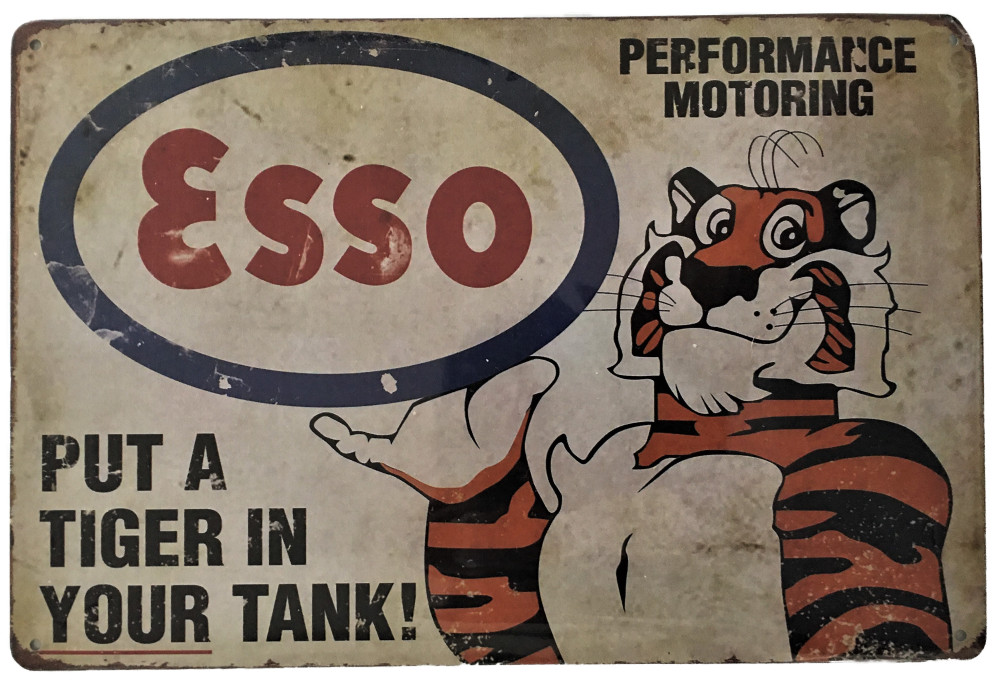 Esso
PERFORMANCE
MOTORING
PUT A
TIGER IN
YOUR TANK!